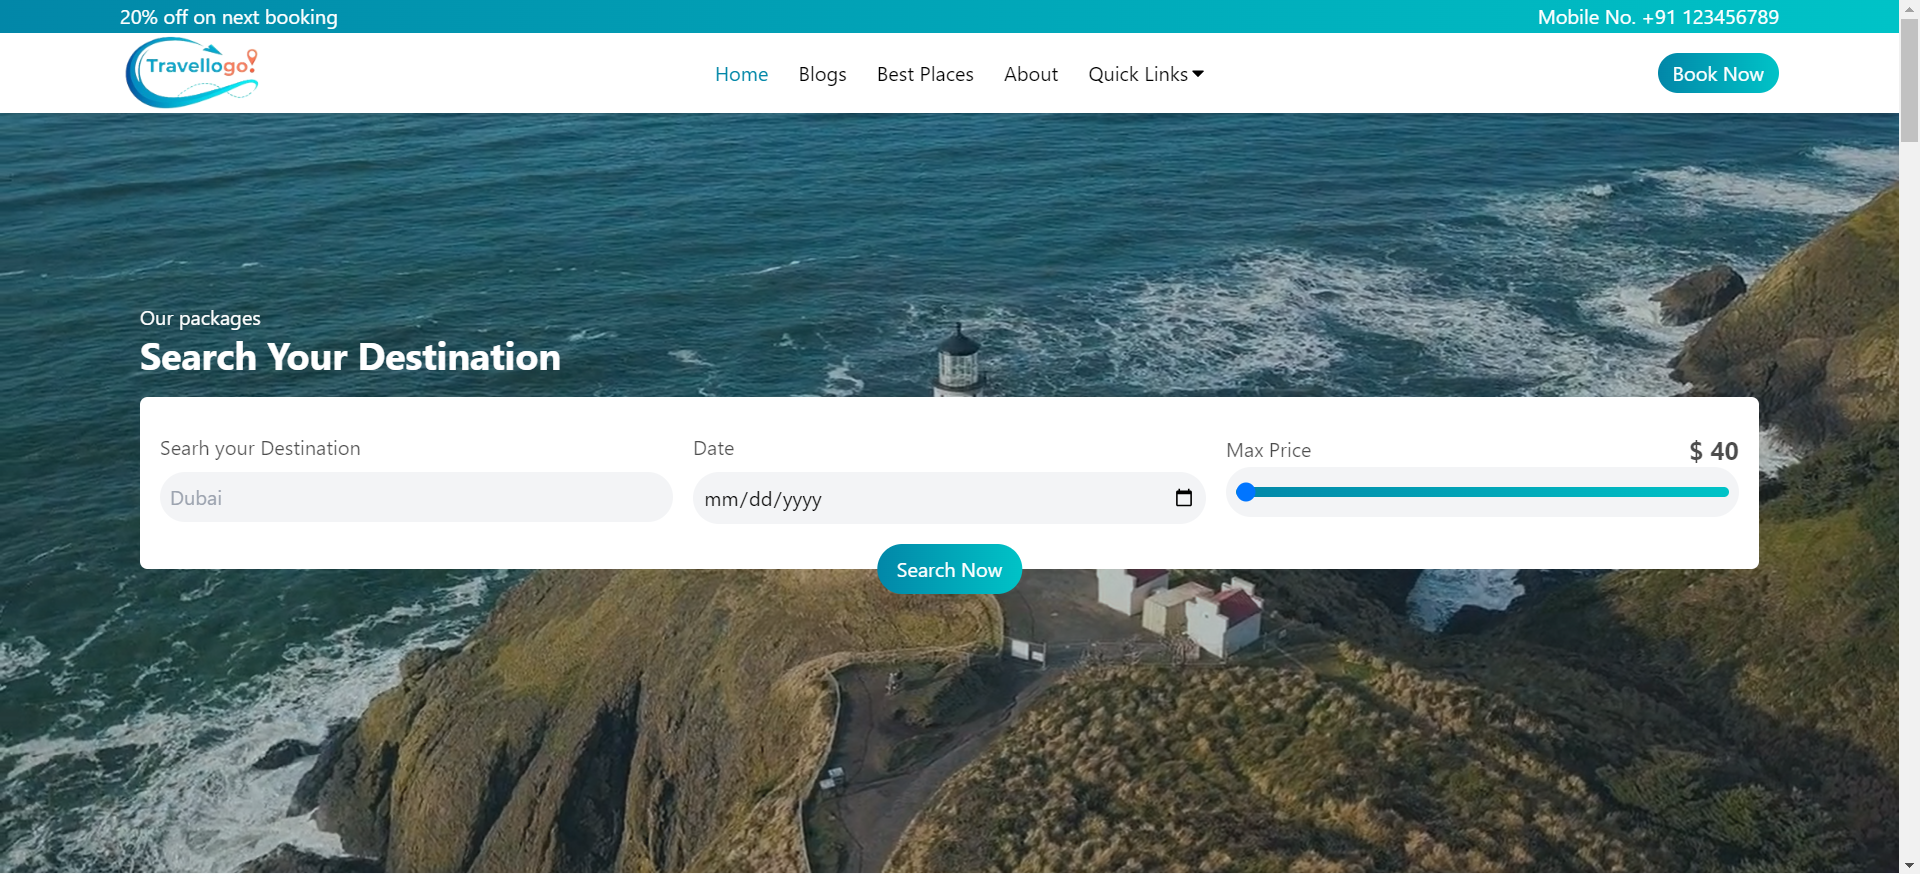 20% off on next booking
Mobile No. +91 123456789
Travellogo!
Home
Blogs
Best Places
About
Quick Links
Book Now
Our packages
Search Your Destination
Searh your Destination
Date
Max Price
$ 40
Dubai
mm/dd/yyyy
Search Now